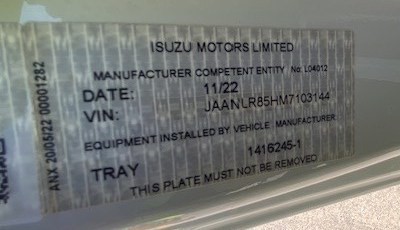 ISUZU MOTORS LIMITED
MANUFACTURER COMPETENT ENTITY No: L04012
DATE: 11/22
VIN: JAANLR85HM7103144
EQUIPMENT INSTALLED BY VEHICLE MANUFACTURER
TRAY 1416245-1
THIS PLATE MUST NOT BE REMOVED
ANX 20/05/22 00001282